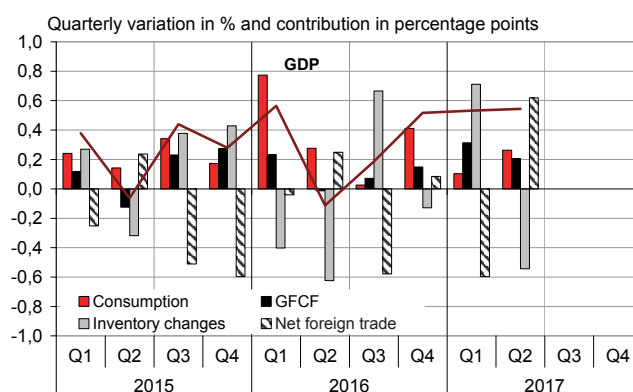 Quarterly variation in % and contribution in percentage points
1,0
0,8
0,6
0,4
0,2
0,0
-0,2
-0,4
-0,6
-0,8
-1,0
GDP
Consumption GFCF
Inventory changes Net foreign trade
Q1 Q2 Q3 Q4 Q1 Q2 Q3 Q4 Q1 Q2 Q3 Q4
2015 2016 2017